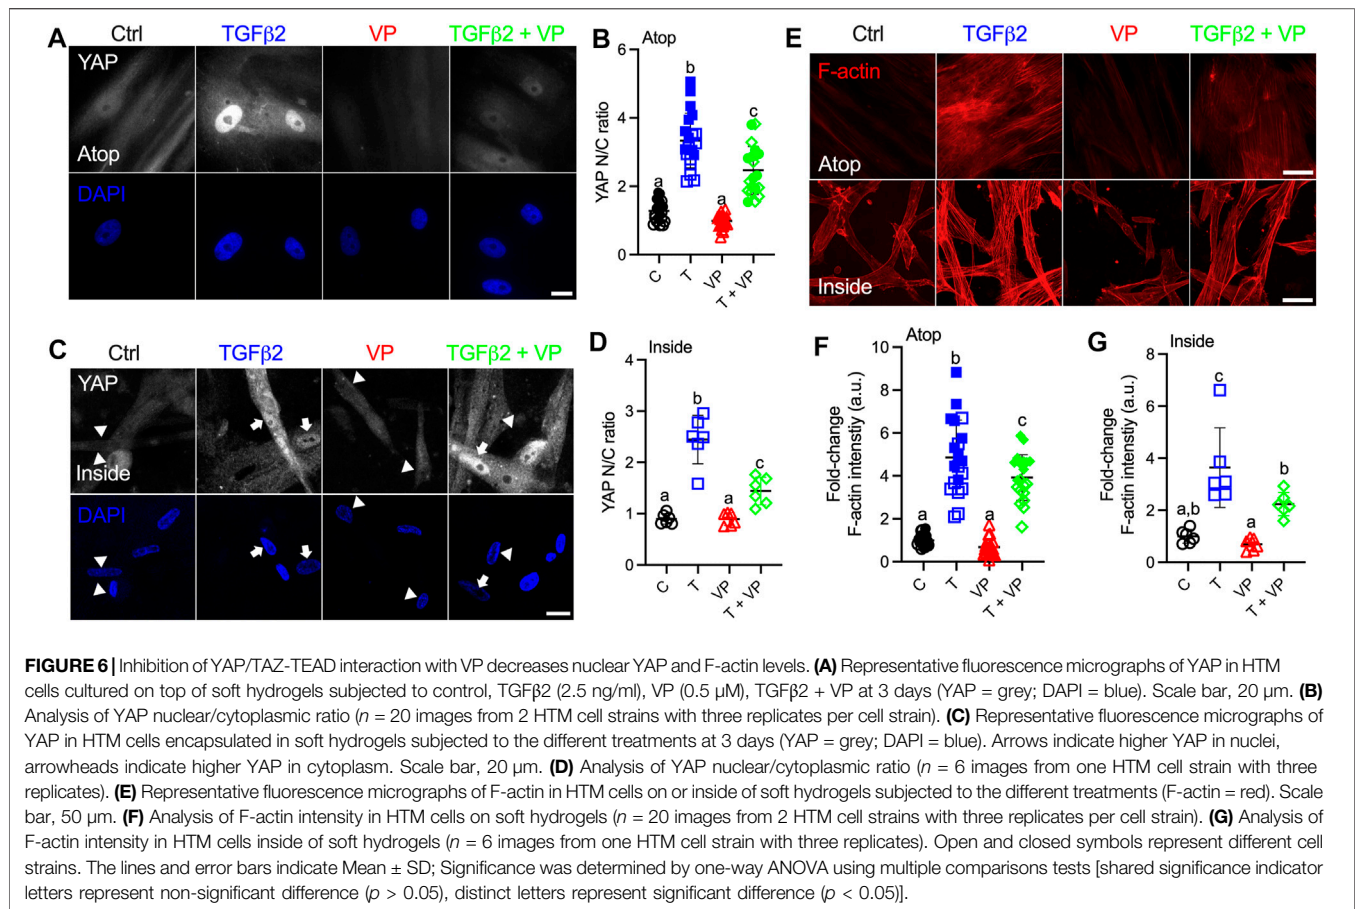 A
Ctrl
TGFβ2
VP
TGFβ2 + VP
YAP
Atop
DAPI
B
Atop
YAP N/C ratio
6
4
2
0
a
b
a
c
C
T
VP
T + VP
C
Ctrl
TGFβ2
VP
TGFβ2 + VP
YAP
Inside
DAPI
D
Inside
YAP N/C ratio
4
3
2
1
0
a
b
a
c
C
T
VP
T + VP
E
Ctrl
TGFβ2
VP
TGFβ2 + VP
F-actin
Atop
Inside
F
Atop
Fold-change
F-actin intensity (a.u.)
10
8
6
4
2
0
a
b
a
c
C
T
VP
T + VP
G
Inside
Fold-change
F-actin intenstiy (a.u.)
8
6
4
2
0
a,b
c
a
b
C
T
VP
T + VP
FIGURE 6 | Inhibition of YAP/TAZ-TEAD interaction with VP decreases nuclear YAP and F-actin levels. (A) Representative fluorescence micrographs of YAP in HTM
cells cultured on top of soft hydrogels subjected to control, TGFβ2 (2.5 ng/ml), VP (0.5 μM), TGFβ2 + VP at 3 days (YAP = grey; DAPI = blue). Scale bar, 20 μm. (B)
Analysis of YAP nuclear/cytoplasmic ratio (n = 20 images from 2 HTM cell strains with three replicates per cell strain). (C) Representative fluorescence micrographs of
YAP in HTM cells encapsulated in soft hydrogels subjected to the different treatments at 3 days (YAP = grey; DAPI = blue). Arrows indicate higher YAP in nuclei,
arrowheads indicate higher YAP in cytoplasm. Scale bar, 20 μm. (D) Analysis of YAP nuclear/cytoplasmic ratio (n = 6 images from one HTM cell strain with three
replicates). (E) Representative fluorescence micrographs of F-actin in HTM cells on or inside of soft hydrogels subjected to the different treatments (F-actin = red). Scale
bar, 50 μm. (F) Analysis of F-actin intensity in HTM cells on soft hydrogels (n = 20 images from 2 HTM cell strains with three replicates per cell strain). (G) Analysis of
F-actin intensity in HTM cells inside of soft hydrogels (n = 6 images from one HTM cell strain with three replicates). Open and closed symbols represent different cell
strains. The lines and error bars indicate Mean ± SD; Significance was determined by one-way ANOVA using multiple comparisons tests [shared significance indicator
letters represent non-significant difference (p > 0.05), distinct letters represent significant difference (p < 0.05)].